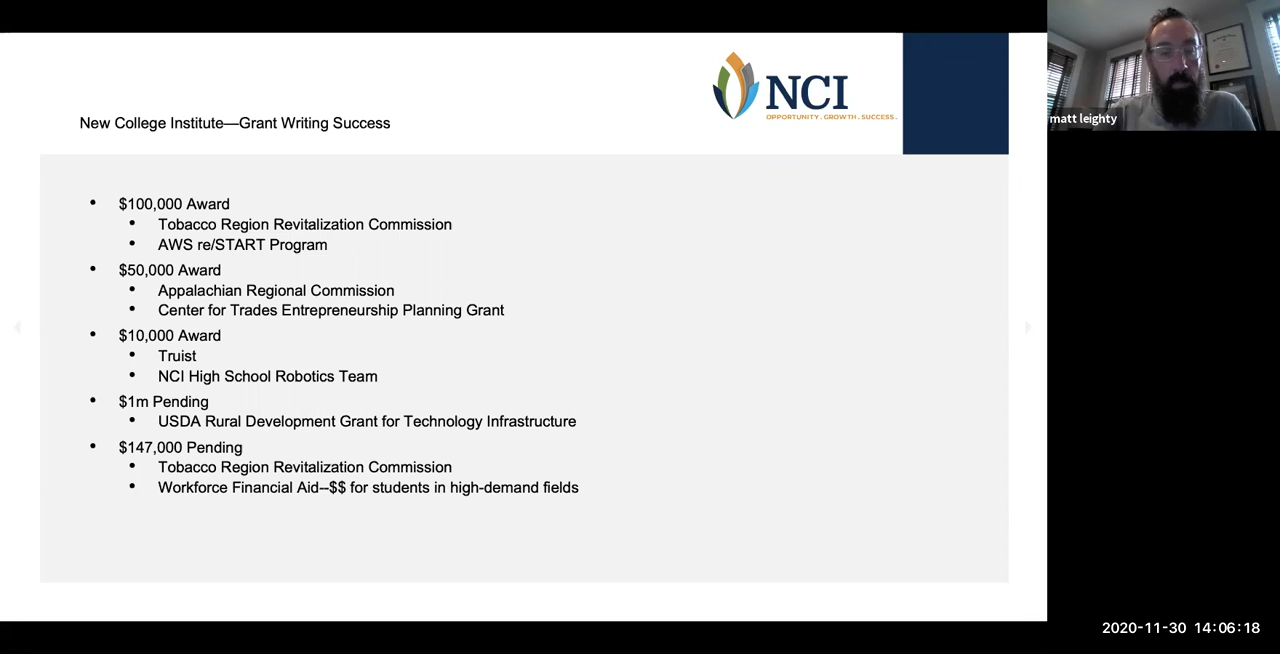 NCI
OPPORTUNITY. GROWTH. SUCCESS.
New College Institute—Grant Writing Success
matt leighty
• $100,000 Award
• Tobacco Region Revitalization Commission
• AWS re/START Program
• $50,000 Award
• Appalachian Regional Commission
• Center for Trades Entrepreneurship Planning Grant
• $10,000 Award
• Truist
• NCI High School Robotics Team
• $1m Pending
• USDA Rural Development Grant for Technology Infrastructure
• $147,000 Pending
• Tobacco Region Revitalization Commission
• Workforce Financial Aid--$$ for students in high-demand fields
2020-11-30 14:06:18